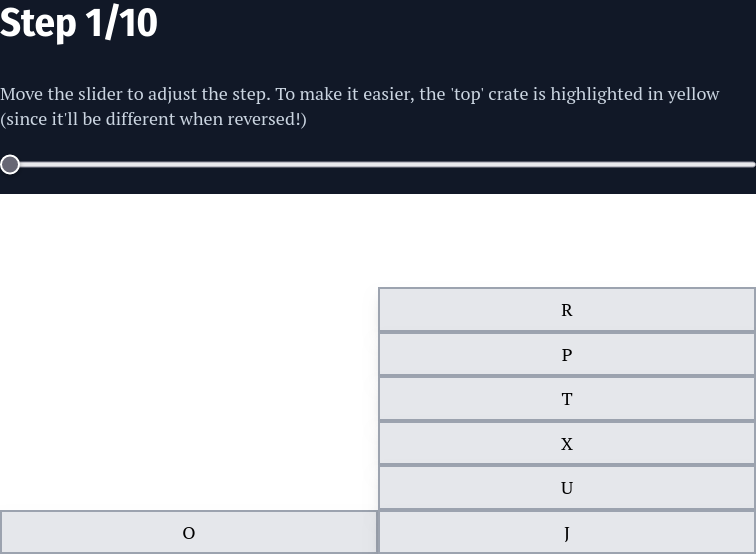 Step 1/10
Move the slider to adjust the step. To make it easier, the 'top' crate is highlighted in yellow
(since it'll be different when reversed!)
R
P
T
X
U
O J